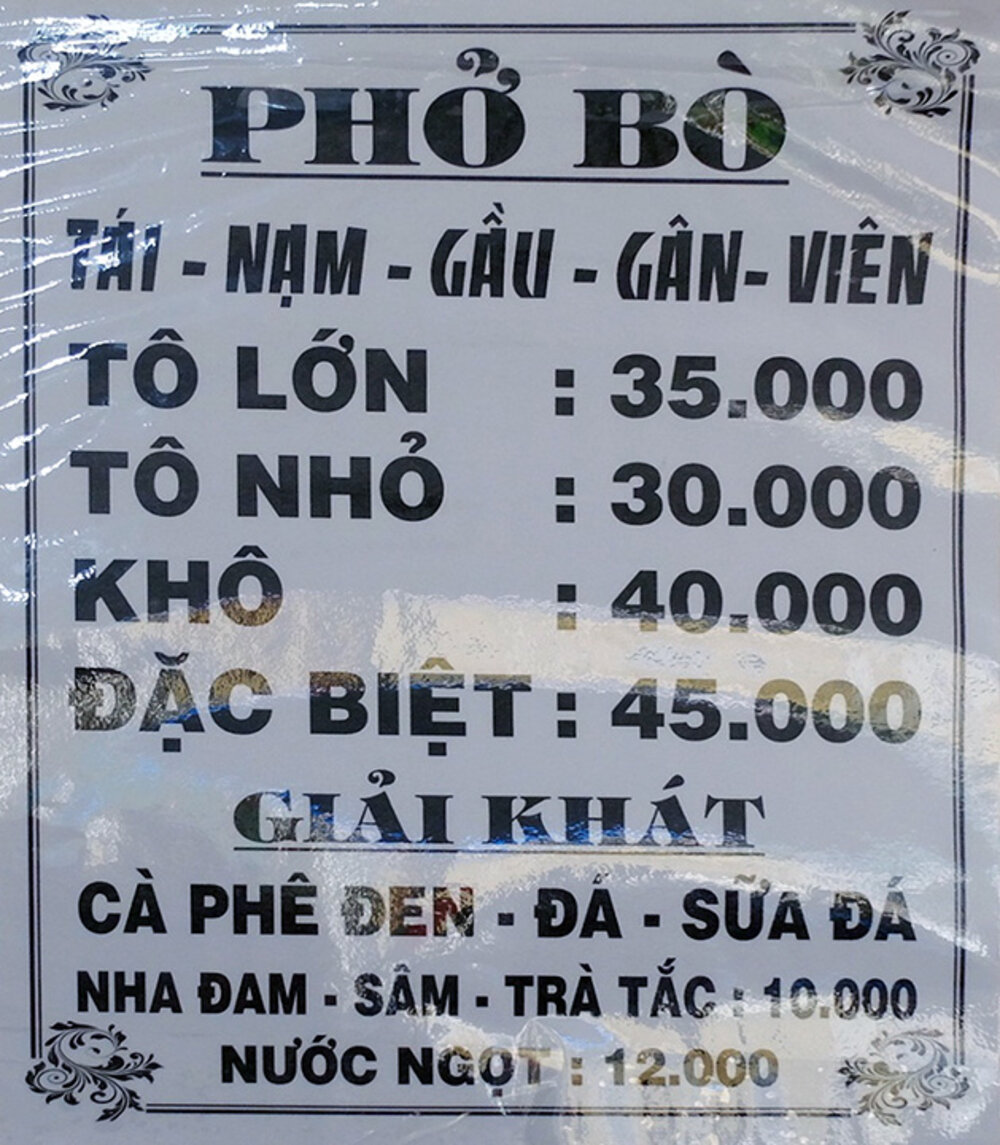 PHỞ BÒ
TÁI - NẠM - GẦU - GÂN- VIÊN
TÔ LỚN : 35.000
TÔ NHỎ : 30.000
KHÔ : 40.000
ĐẶC BIỆT : 45.000
GIẢI KHÁT
CÀ PHÊ ĐEN - ĐÁ - SỮA ĐÁ
NHA ĐAM - SÂM - TRÀ TẮC : 10.000
NƯỚC NGỌT : 12.000